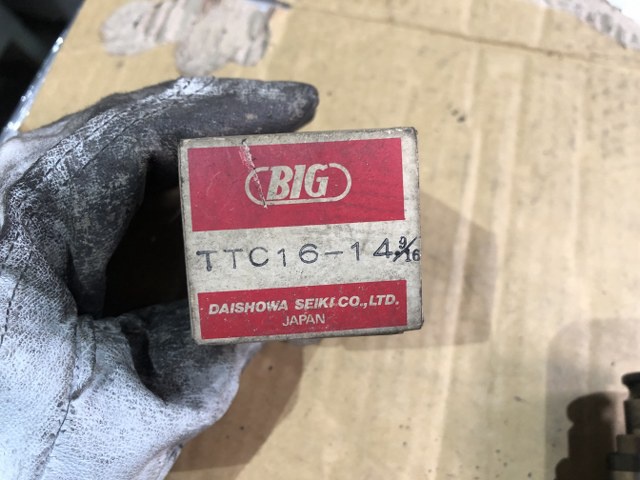 BIG
TTC16-14 9/16
DAISHOWA SEIKI CO., LTD.
JAPAN